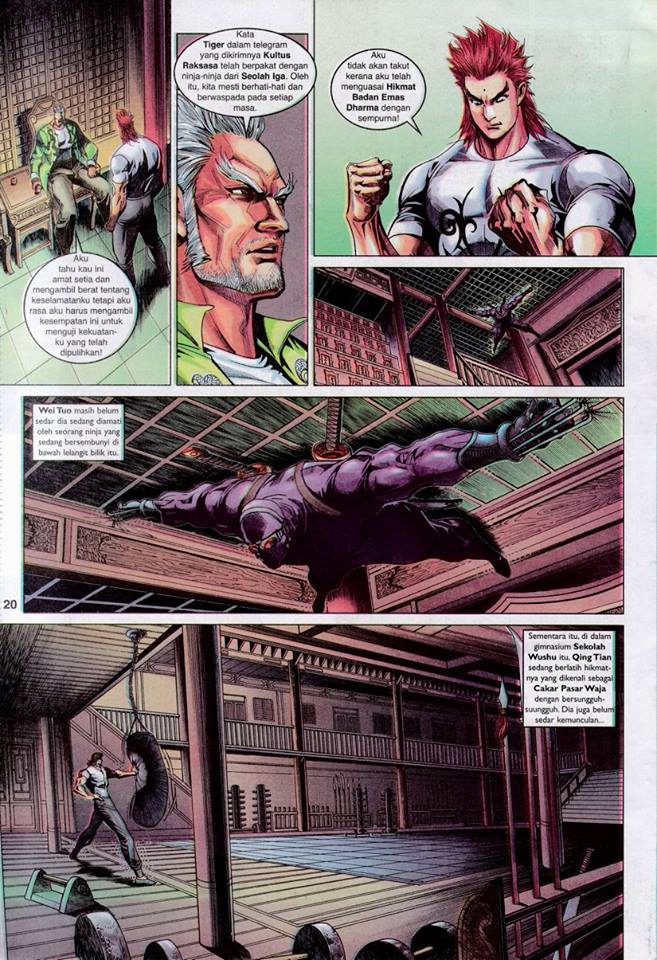 Aku
tahu kau ini
amat setia dan
mengambil berat tentang
keselamatanku tetapi aku
rasa aku harus mengambil
kesempatan ini untuk
menguji kekuatan-
ku yang telah
dipulihkan!
Kata
Tiger dalam telegram
yang dikirimnya Kultus
Raksasa telah berpakat dengan
ninja-ninja dari Seolah Iga. Oleh
itu, kita mesti berhati-hati dan
berwaspada pada setiap
masa.
Aku
tidak akan takut
kerana aku telah
menguasai Hikmat
Badan Emas
Dharma dengan
sempurna!
Wei Tuo masih belum
sedar dia sedang diamati
oleh seorang ninja yang
sedang bersembunyi di
bawah lelangit bilik itu.
20
Sementara itu, di dalam
gimnasium Sekolah
Wushu itu, Qing Tian
sedang berlatih hikmat-
nya yang dikenali sebagai
Cakar Pasar Waja
dengan bersungguh-
suungguh. Dia juga belum
sedar kemunculan...